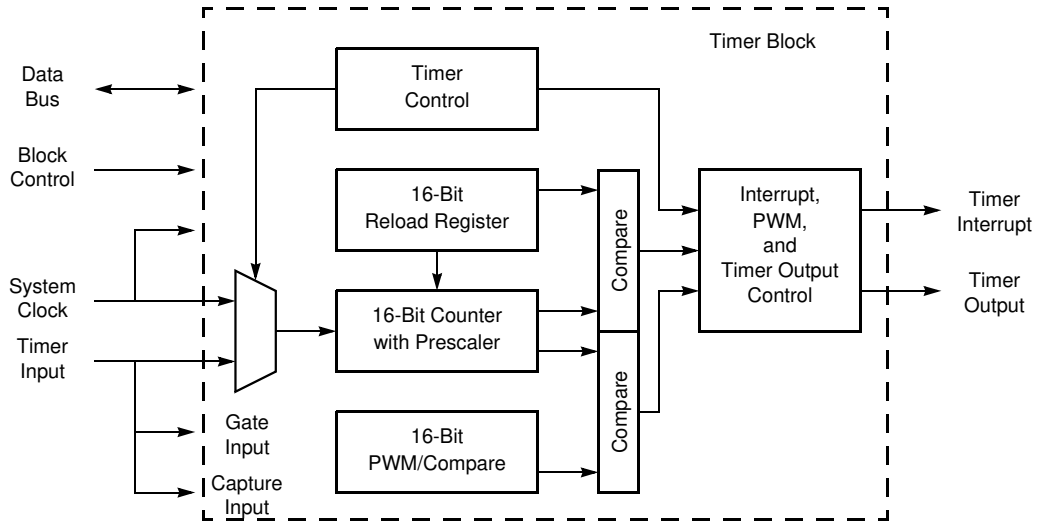 Timer Block
Data
Bus
Timer
Control
Block
Control
16-Bit
Reload Register
Compare
Interrupt,
PWM,
and
Timer Output
Control
Timer
Interrupt
System
Clock
16-Bit Counter
with Prescaler
Timer
Output
Timer
Input
Compare
Gate
Input
16-Bit
PWM/Compare
Capture
Input